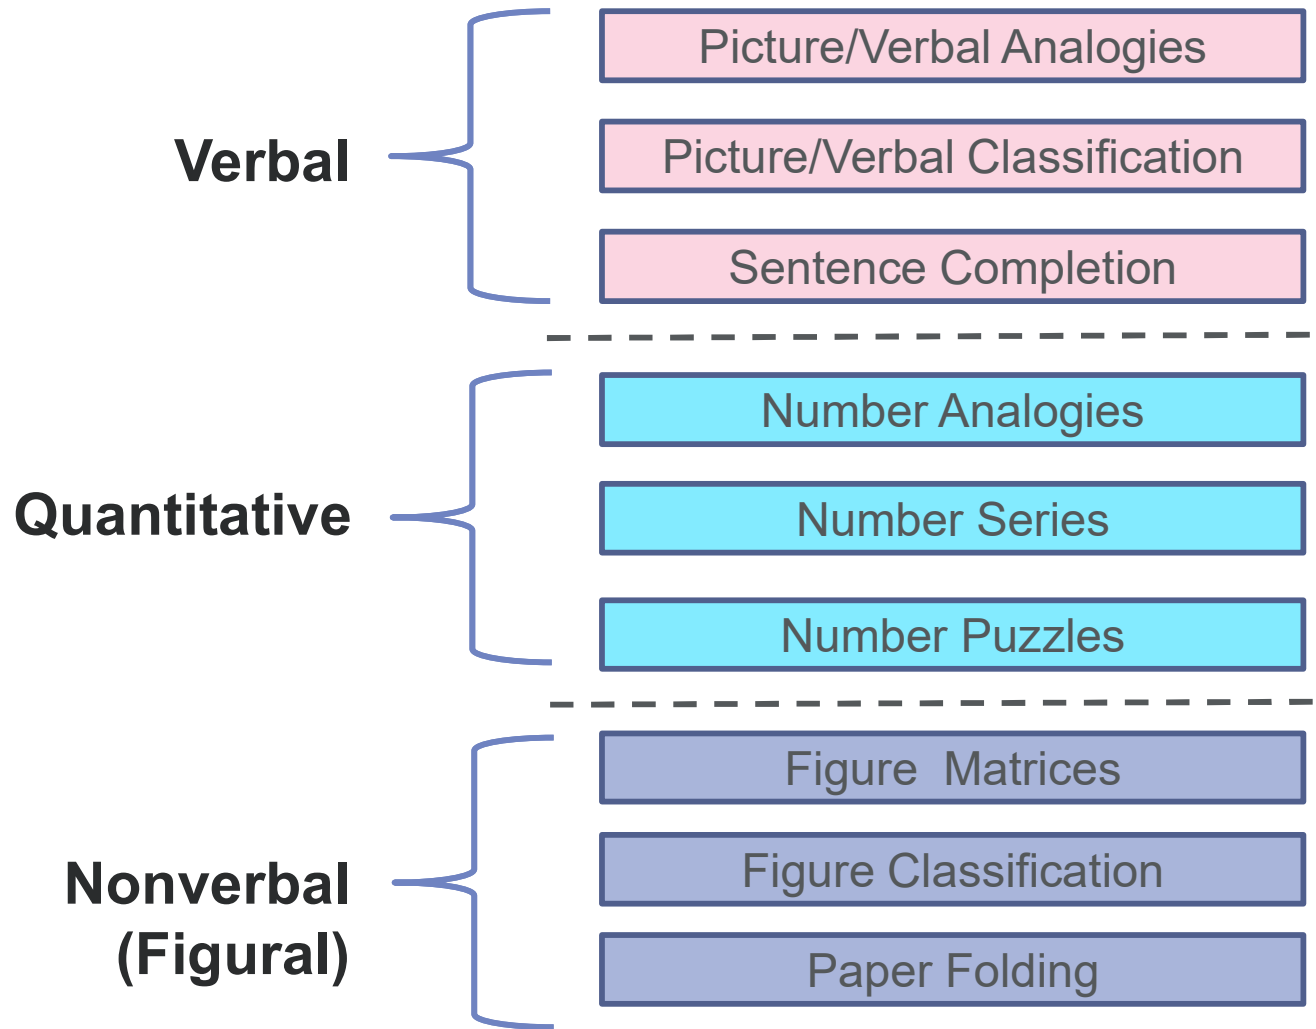 Verbal
Picture/Verbal Analogies
Picture/Verbal Classification
Sentence Completion
Quantitative
Number Analogies
Number Series
Number Puzzles
Nonverbal
(Figural)
Figure  Matrices
Figure Classification
Paper Folding